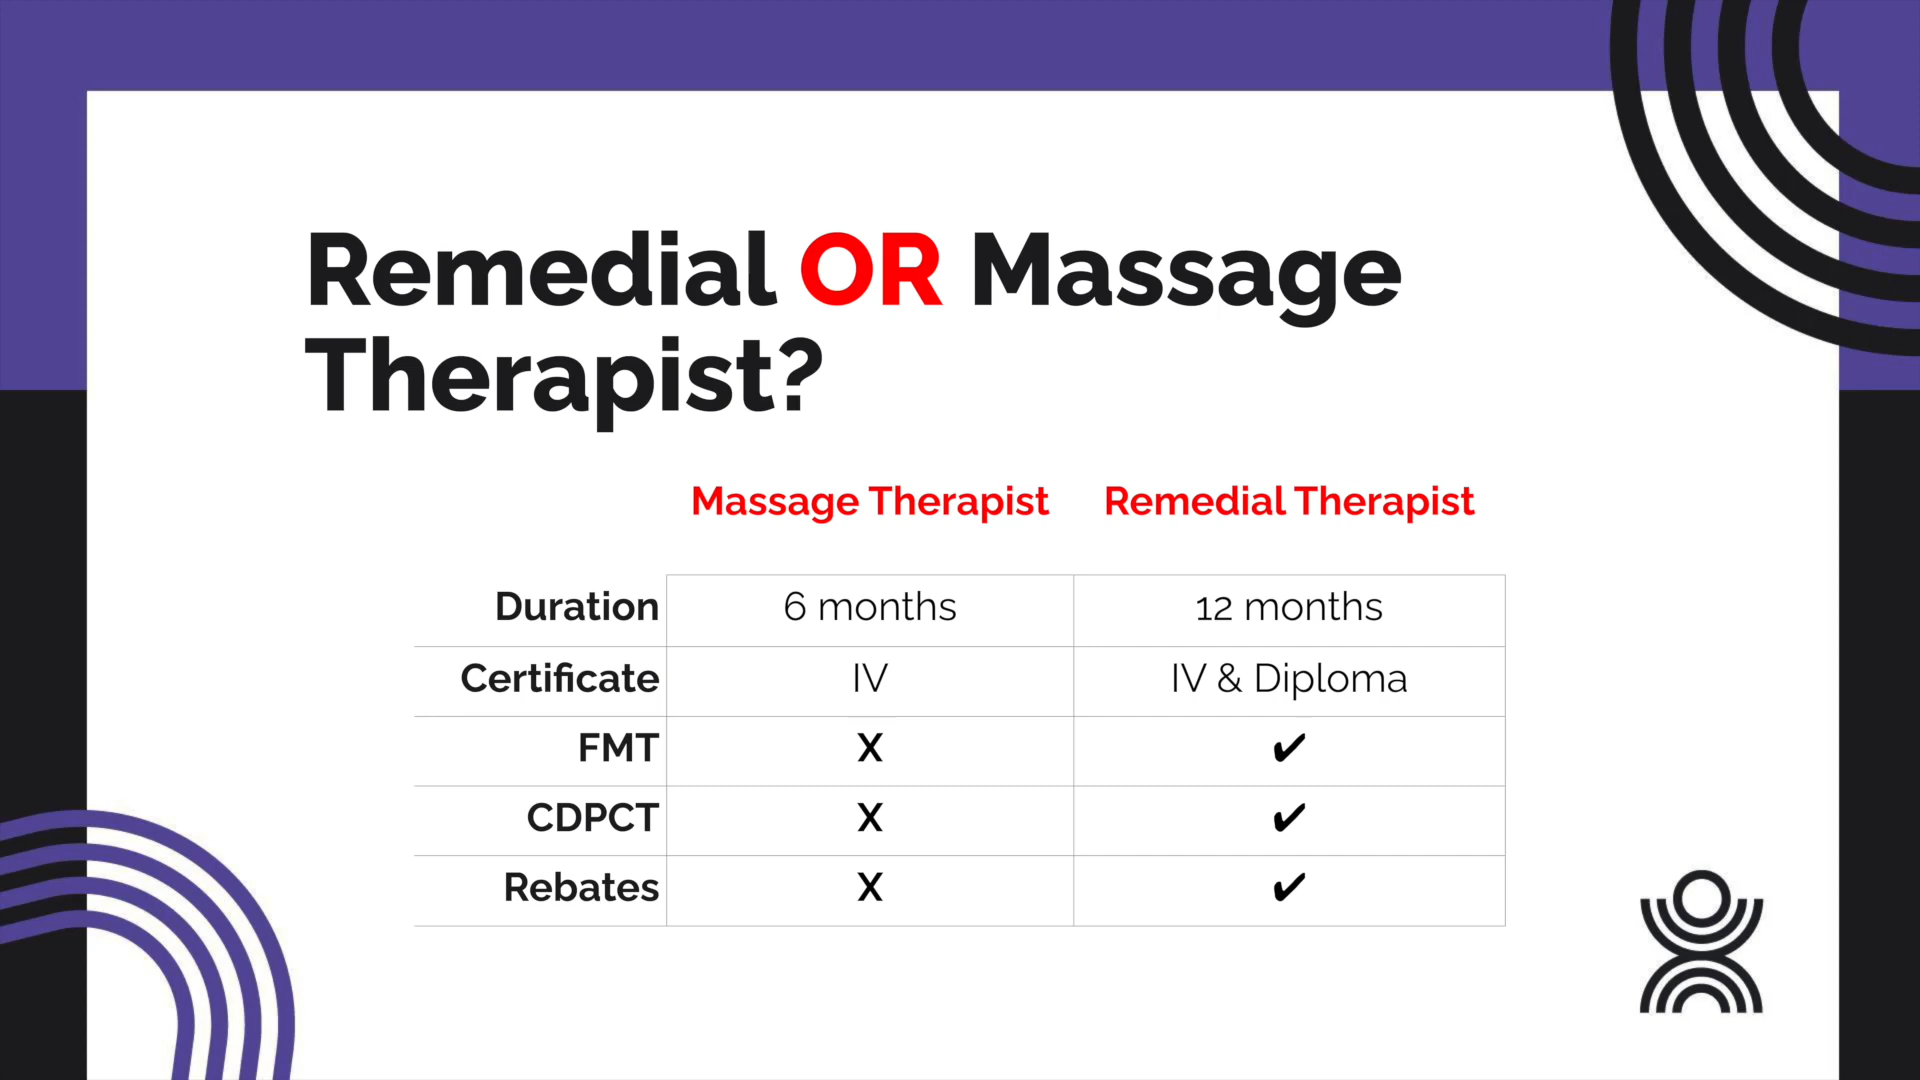 Remedial OR Massage
Therapist?
Massage Therapist Remedial Therapist
Duration 6 months 12 months
Certificate IV IV & Diploma
FMT X ✔
CDPCT X ✔
Rebates X ✔